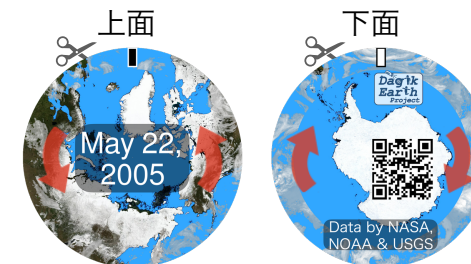 上面
下面
May 22,
2005
Dagik
Earth
Project
Data by NASA,
NOAA & USGS